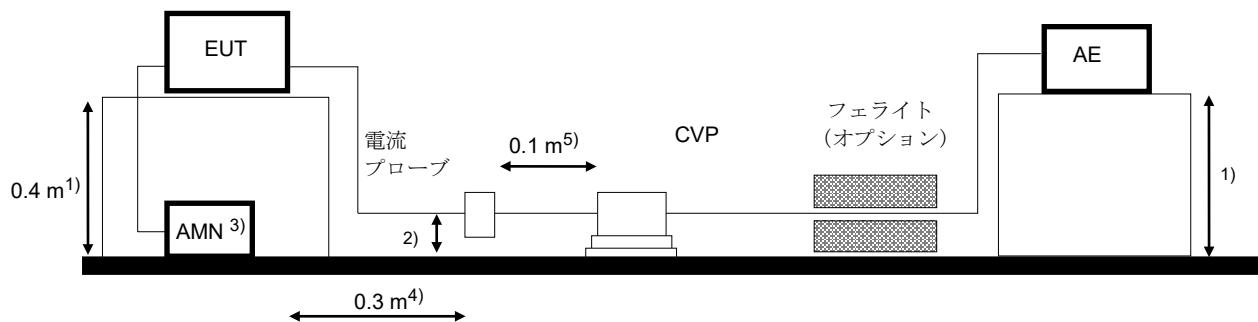 EUT
AE
フェライト
（オプション）
CVP
電流
プローブ
0.1 m5)
0.4 m1)
1)
AMN 3)
2)
0.3 m4)